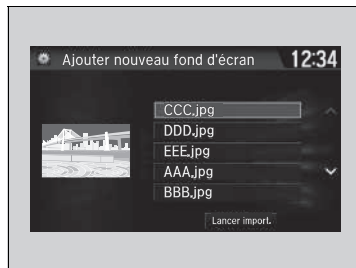 Ajouter nouveau fond d'écran
12:34
CCC.jpg
DDD.jpg
EEE.jpg
AAA.jpg
BBB.jpg
Lancer import.